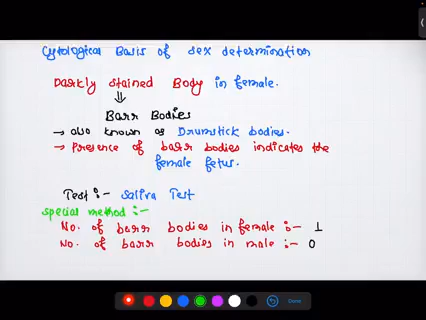 Cytological Basis of sex determination
Darkly stained Body in female.
⇓
Barr Bodies
→ also known as Drumstick bodies.
→ Presence of barr bodies indicates the
female fetus.
Test :- Saliva Test
special method :-
No. of barr bodies in female :- 1
No. of barr bodies in male :- 0
Done